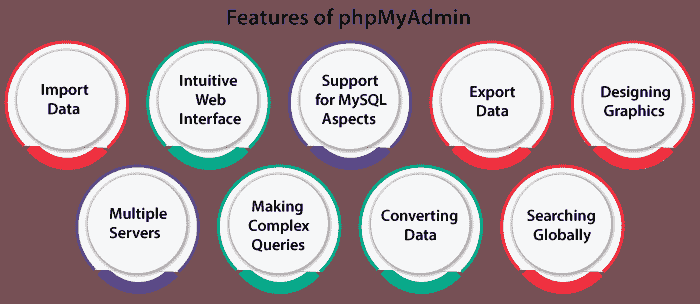 Features of phpMyAdmin
Import
Data
Intuitive
Web
Interface
Support
for MySQL
Aspects
Export
Data
Designing
Graphics
Multiple
Servers
Making
Complex
Queries
Converting
Data
Searching
Globally